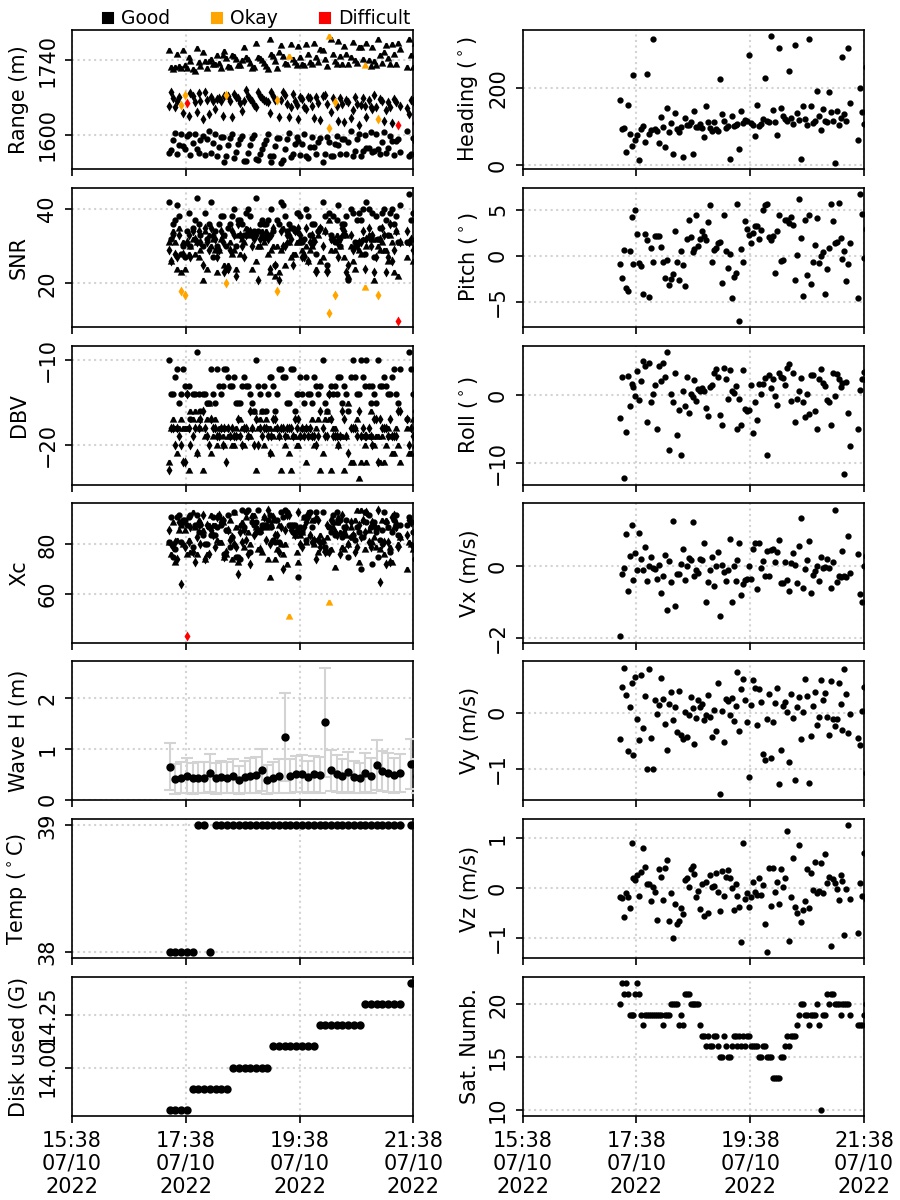 Good Okay Difficult
Range (m) 1740 1600
Heading (°) 200 0
SNR 40 20
Pitch (°) 5 0 −5
DBV −10 −20
Roll (°) 0 −10
Xc 80 60
Vx (m/s) 0 −2
Wave H (m) 2 1 0
Vy (m/s) 0 −1
Temp (°C) 39 38
Vz (m/s) 1 0 −1
Disk used (G) 14.25 14.00
Sat. Numb. 20 15 10
15:38 17:38 19:38 21:38 15:38 17:38 19:38 21:38
07/10 07/10 07/10 07/10 07/10 07/10 07/10 07/10
2022 2022 2022 2022 2022 2022 2022 2022